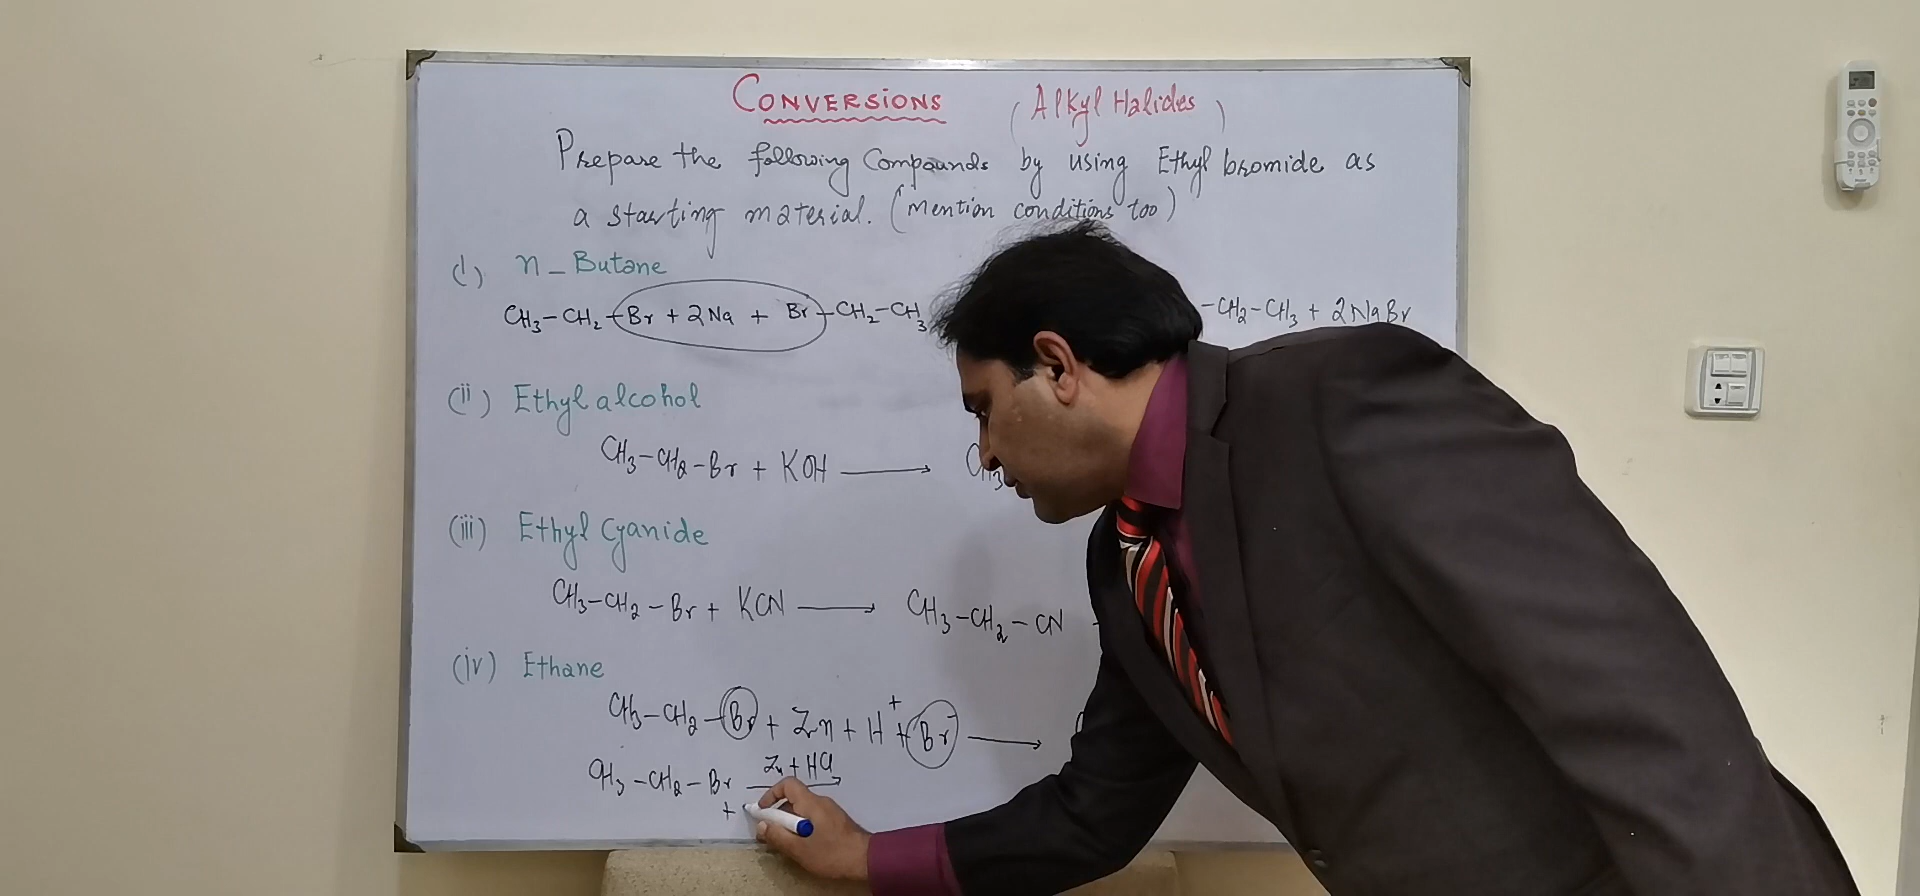 CONVERSIONS (Alkyl Halides)
Prepare the following Compounds by using Ethyl bromide as
a starting material. (Mention conditions too)
(i) n-Butane
CH₃-CH₂-Br + 2Na + Br-CH₂-CH₃ -CH₂-CH₃ + 2NaBr
(ii) Ethyl alcohol
CH₃-CH₂-Br + KOH ⟶ CH₃
(iii) Ethyl Cyanide
CH₃-CH₂-Br + KCN ⟶ CH₃-CH₂-CN
(iv) Ethane
CH₃-CH₂-Br + Zn + H⁺ + Br⁻ ⟶
CH₃-CH₂-Br Zn + HCl ⟶
+